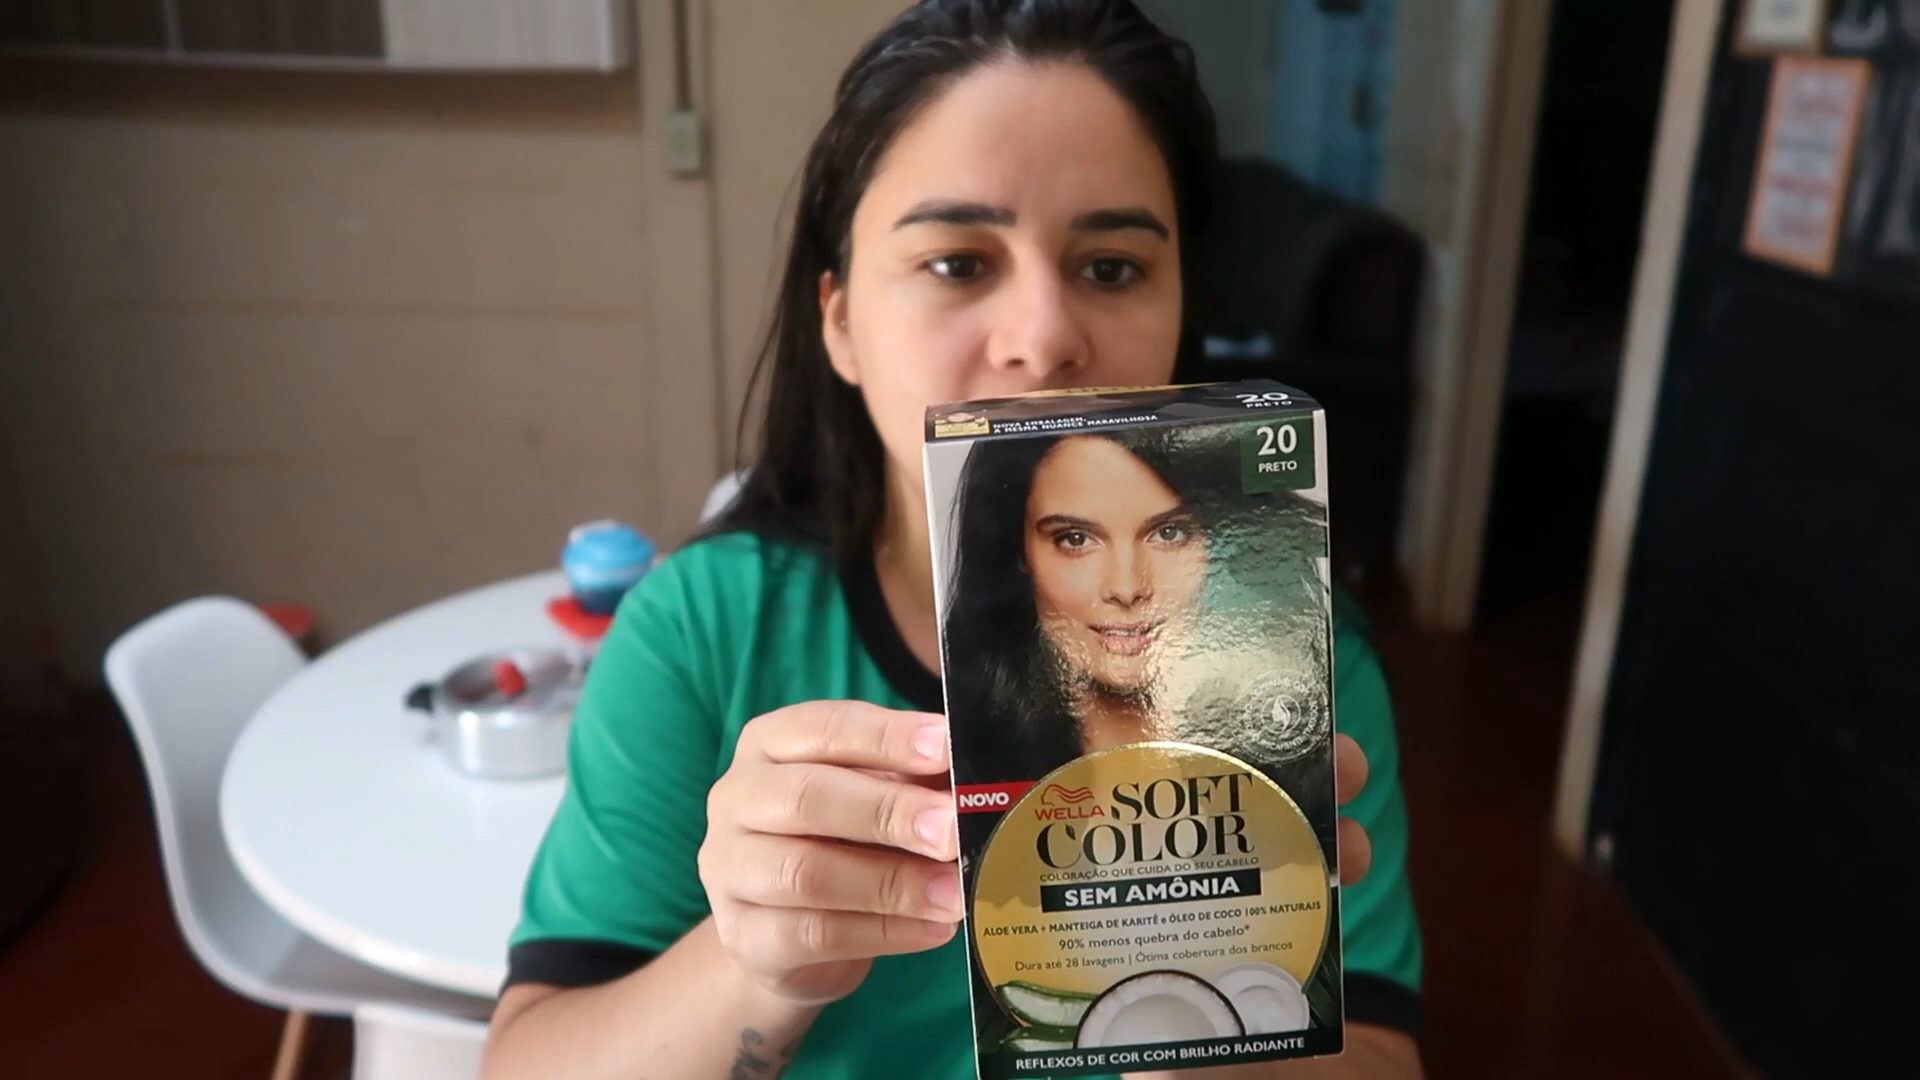 20
PRETO
NOVA EMBALAGEM,
A MESMA NUANCE MARAVILHOSA
20
PRETO
NOVO
WELLA SOFT
COLOR
COLORAÇÃO QUE CUIDA DO SEU CABELO
SEM AMÔNIA
ALOE VERA + MANTEIGA DE KARITÉ e ÓLEO DE COCO 100% NATURAIS
90% menos quebra do cabelo*
Dura até 28 lavagens | Ótima cobertura dos brancos
REFLEXOS DE COR COM BRILHO RADIANTE